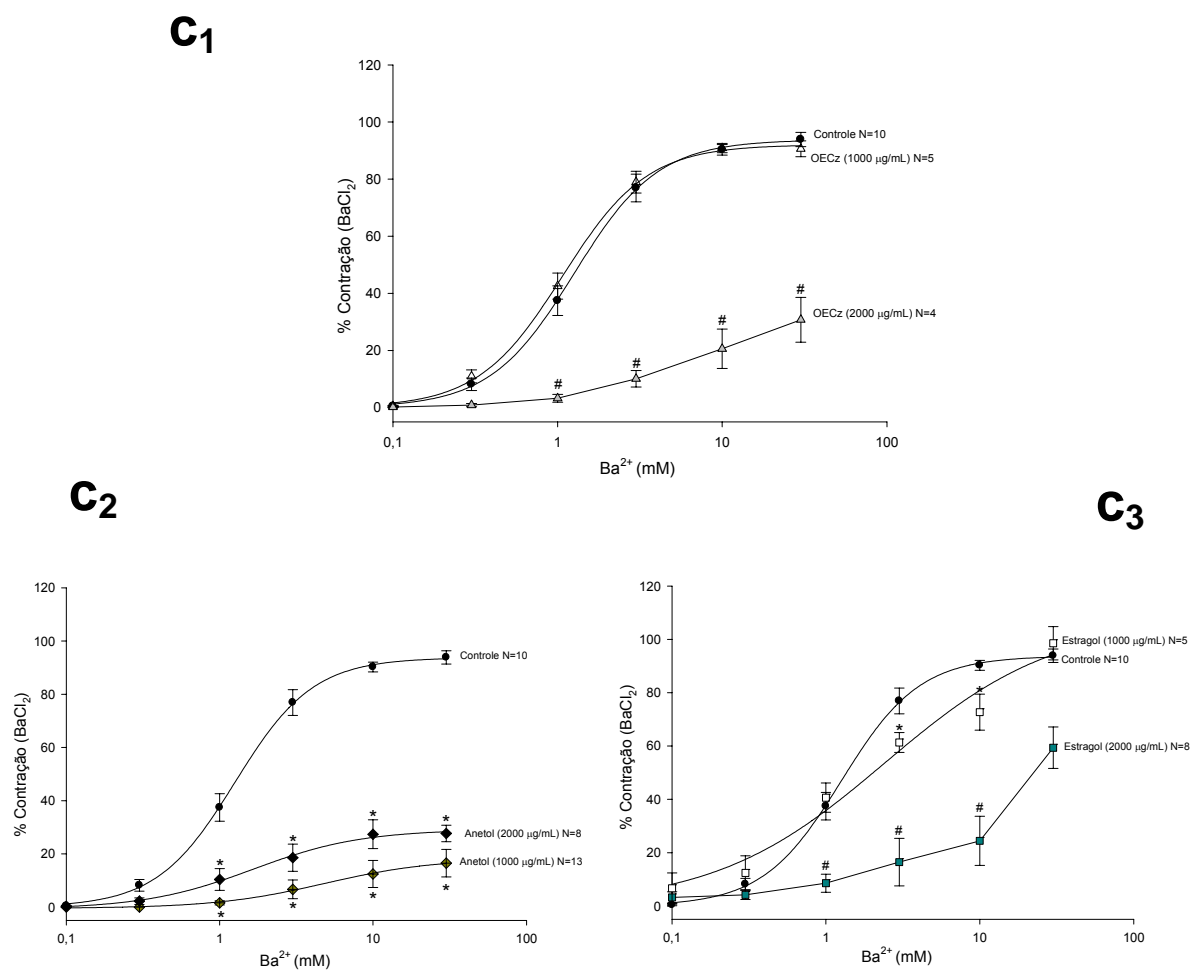 c1
120
100
80
60
40
20
0
% Contração (BaCl2)
Controle N=10
OECz (1000 μg/mL) N=5
#
#
OECz (2000 μg/mL) N=4
#
#
0,1
1
10
100
Ba2+ (mM)
c2
120
100
80
60
40
20
0
% Contração (BaCl2)
Controle N=10
*
*
*
*
Anetol (2000 μg/mL) N=8
Anetol (1000 μg/mL) N=13
*
*
*
*
0,1
1
10
100
Ba2+ (mM)
c3
120
100
80
60
40
20
0
% Contração (BaCl2)
Estragol (1000 μg/mL) N=5
Controle N=10
*
*
Estragol (2000 μg/mL) N=8
#
#
#
0,1
1
10
100
Ba2+ (mM)